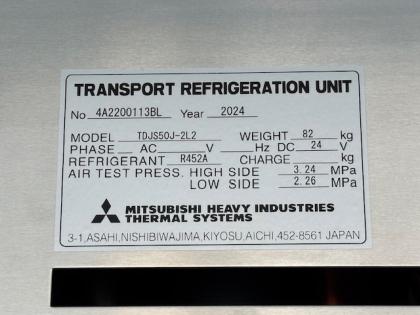 TRANSPORT REFRIGERATION UNIT
No 4A2200113BL Year 2024
MODEL TDJS50J-2L2 WEIGHT 82 kg
PHASE AC V Hz DC 24 V
REFRIGERANT R452A CHARGE kg
AIR TEST PRESS. HIGH SIDE 3.24 MPa
LOW SIDE 2.26 MPa
MITSUBISHI HEAVY INDUSTRIES
THERMAL SYSTEMS
3-1,ASAHI,NISHIBIWAJIMA,KIYOSU,AICHI,452-8561 JAPAN